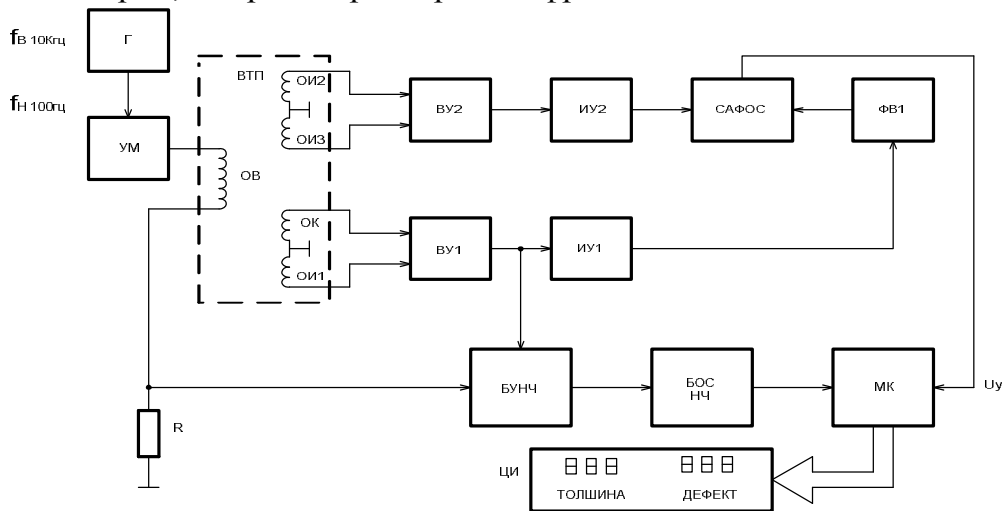 fВ 10Кгц
Г
fН 100гц
УМ
ВТП
ОИ2
ОИ3
ОВ
ОК
ОИ1
ВУ2
ИУ2
САФОС
ФВ1
ВУ1
ИУ1
БУНЧ
БОС
НЧ
МК
Uу
R
ЦИ
ТОЛШИНА
ДЕФЕКТ